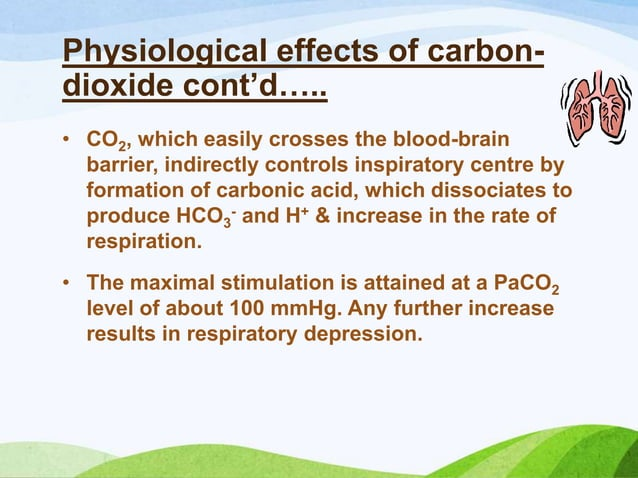 Physiological effects of carbon-
dioxide cont’d…..
• CO₂, which easily crosses the blood-brain
barrier, indirectly controls inspiratory centre by
formation of carbonic acid, which dissociates to
produce HCO₃⁻ and H⁺ & increase in the rate of
respiration.
• The maximal stimulation is attained at a PaCO₂
level of about 100 mmHg. Any further increase
results in respiratory depression.